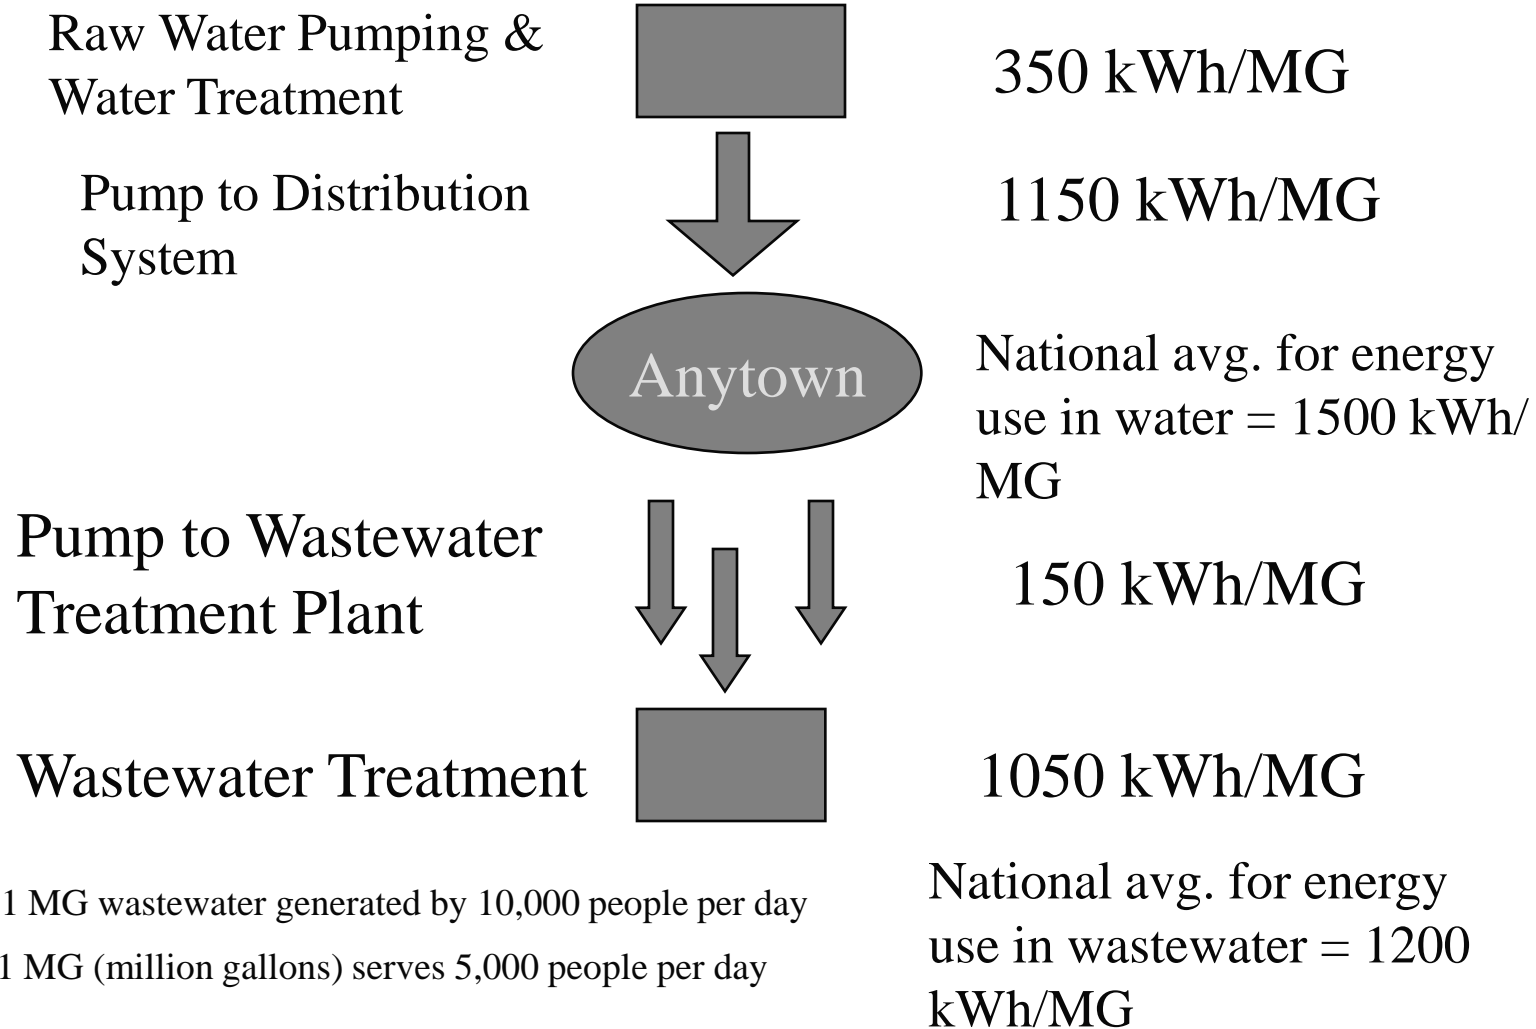 Raw Water Pumping &
Water Treatment
350 kWh/MG
Pump to Distribution
System
1150 kWh/MG
Anytown
National avg. for energy
use in water = 1500 kWh/
MG
Pump to Wastewater
Treatment Plant
150 kWh/MG
Wastewater Treatment
1050 kWh/MG
1 MG wastewater generated by 10,000 people per day
1 MG (million gallons) serves 5,000 people per day
National avg. for energy
use in wastewater = 1200
kWh/MG